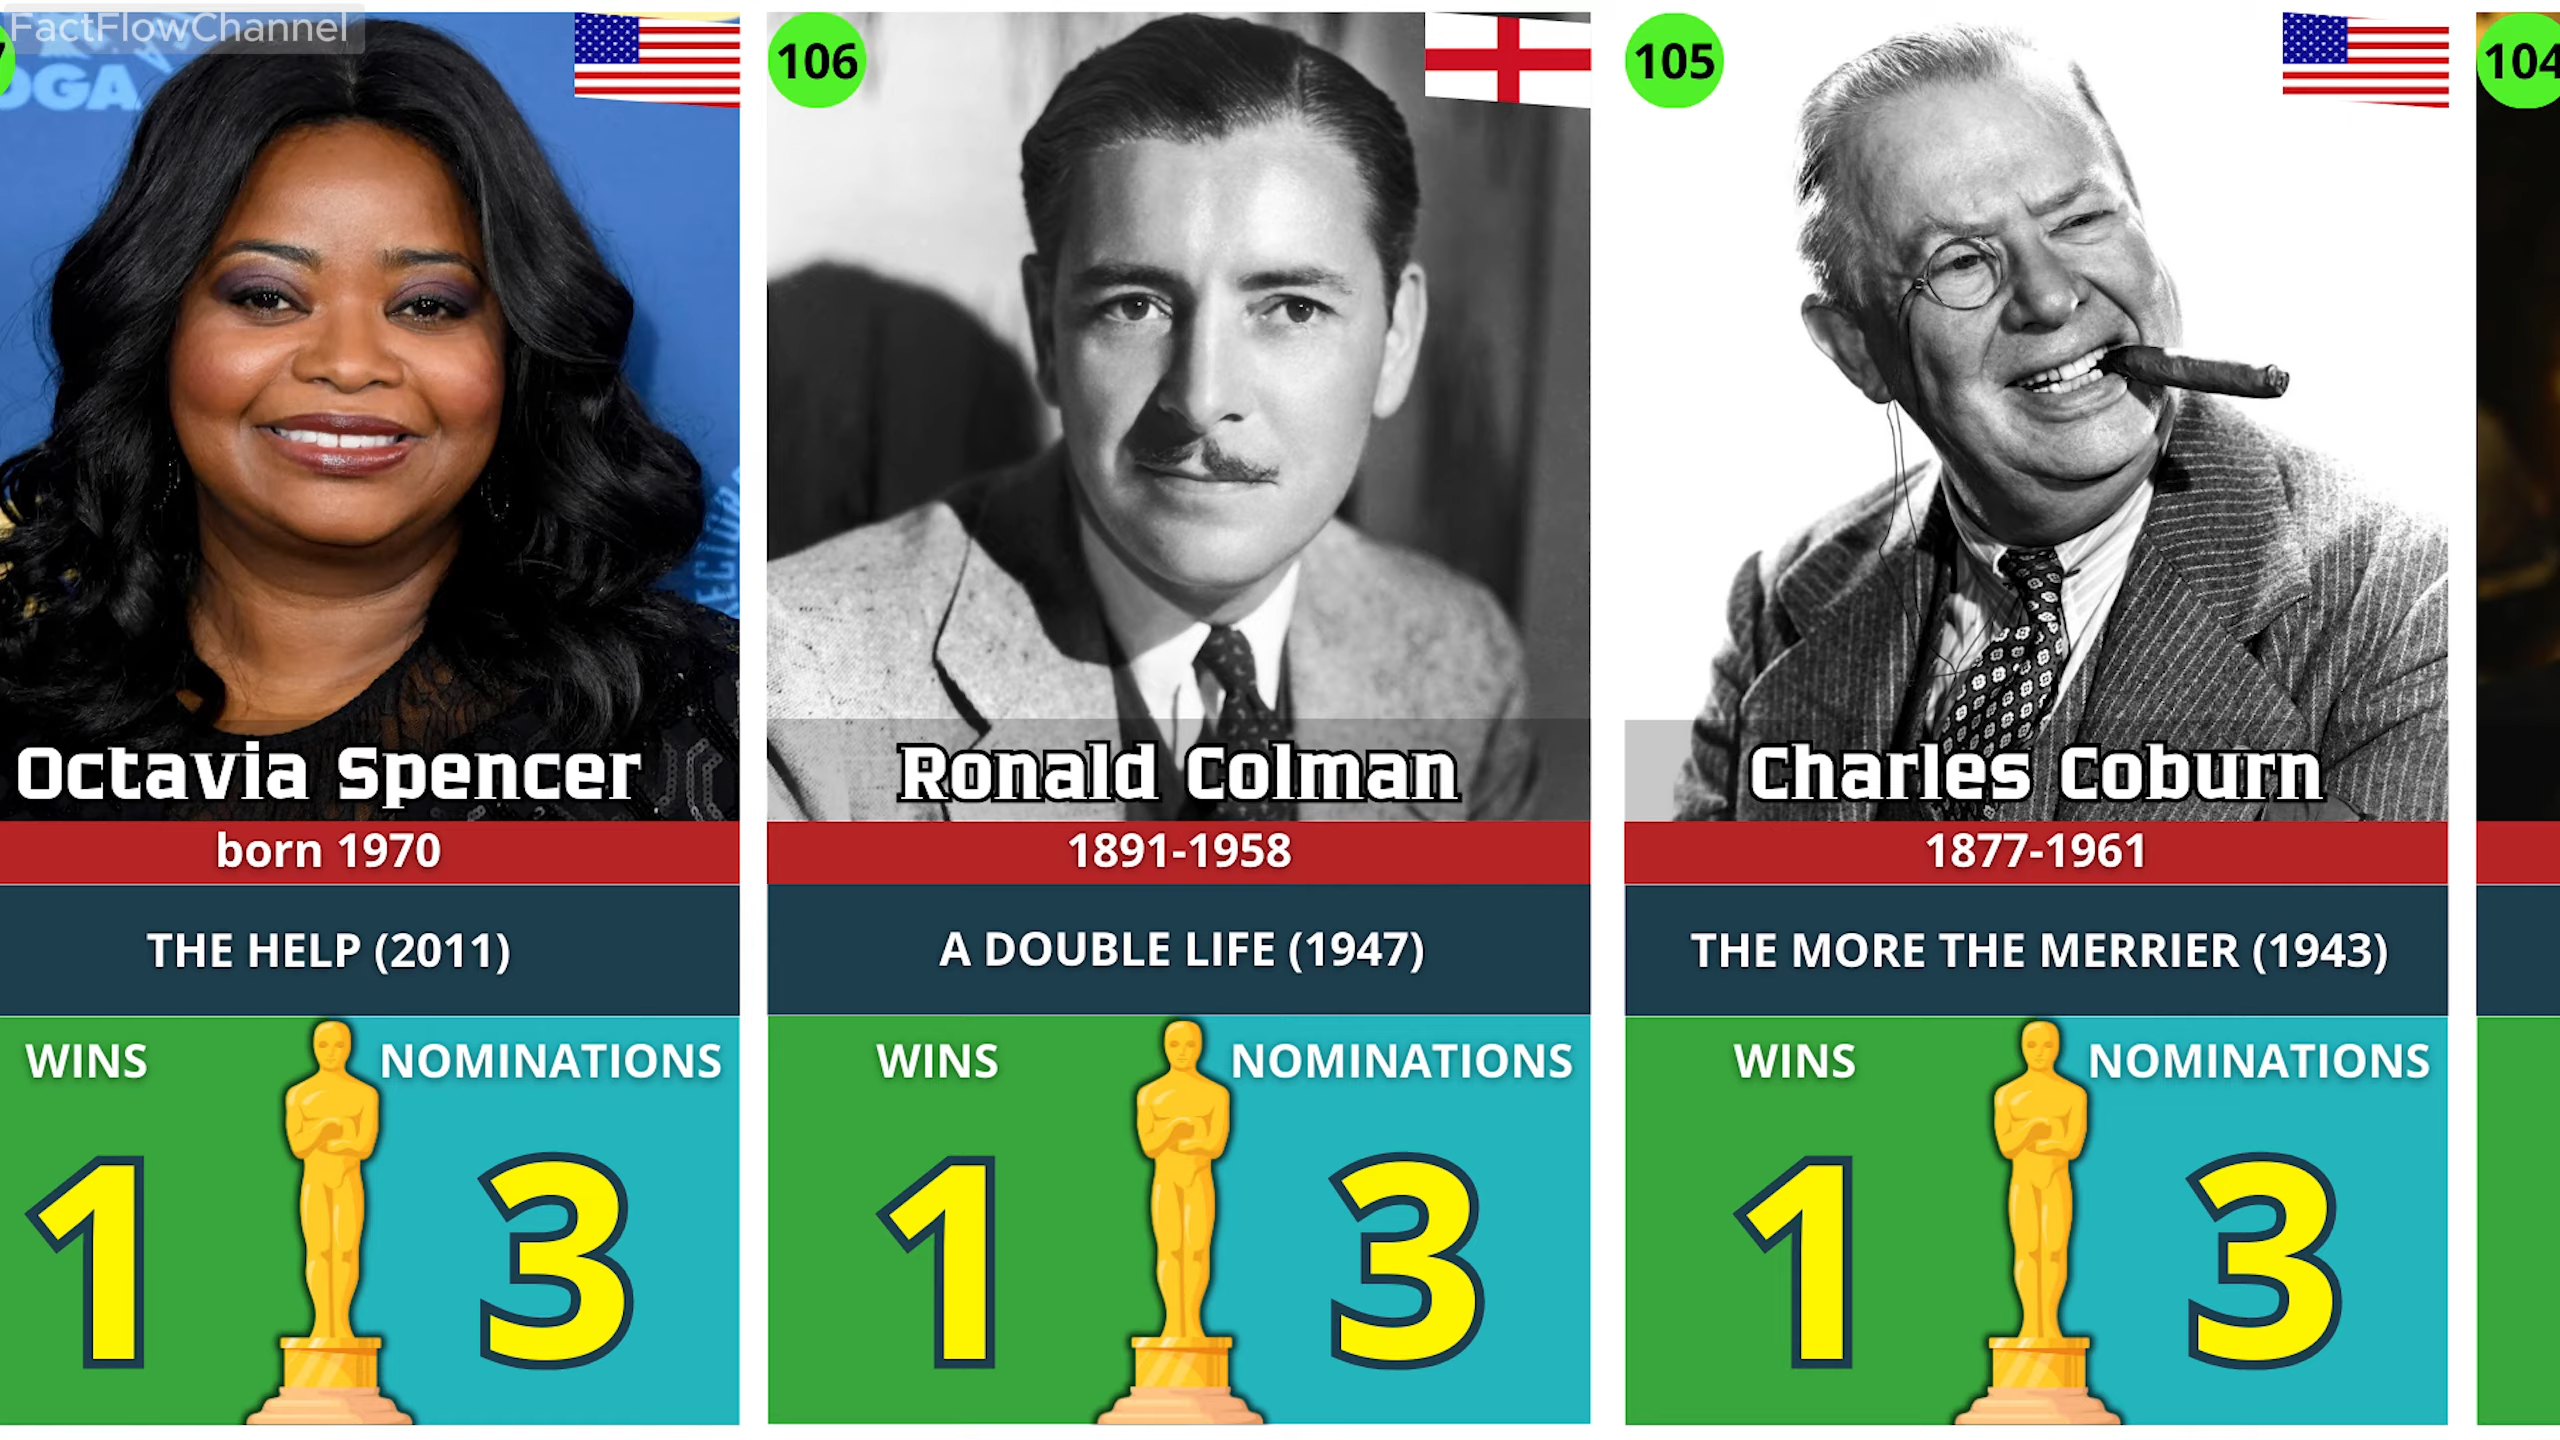 FactFlowChannel
OGA
Octavia Spencer
born 1970
THE HELP (2011)
WINS
NOMINATIONS
1
3
106
Ronald Colman
1891-1958
A DOUBLE LIFE (1947)
WINS
NOMINATIONS
1
3
105
Charles Coburn
1877-1961
THE MORE THE MERRIER (1943)
WINS
NOMINATIONS
1
3
104